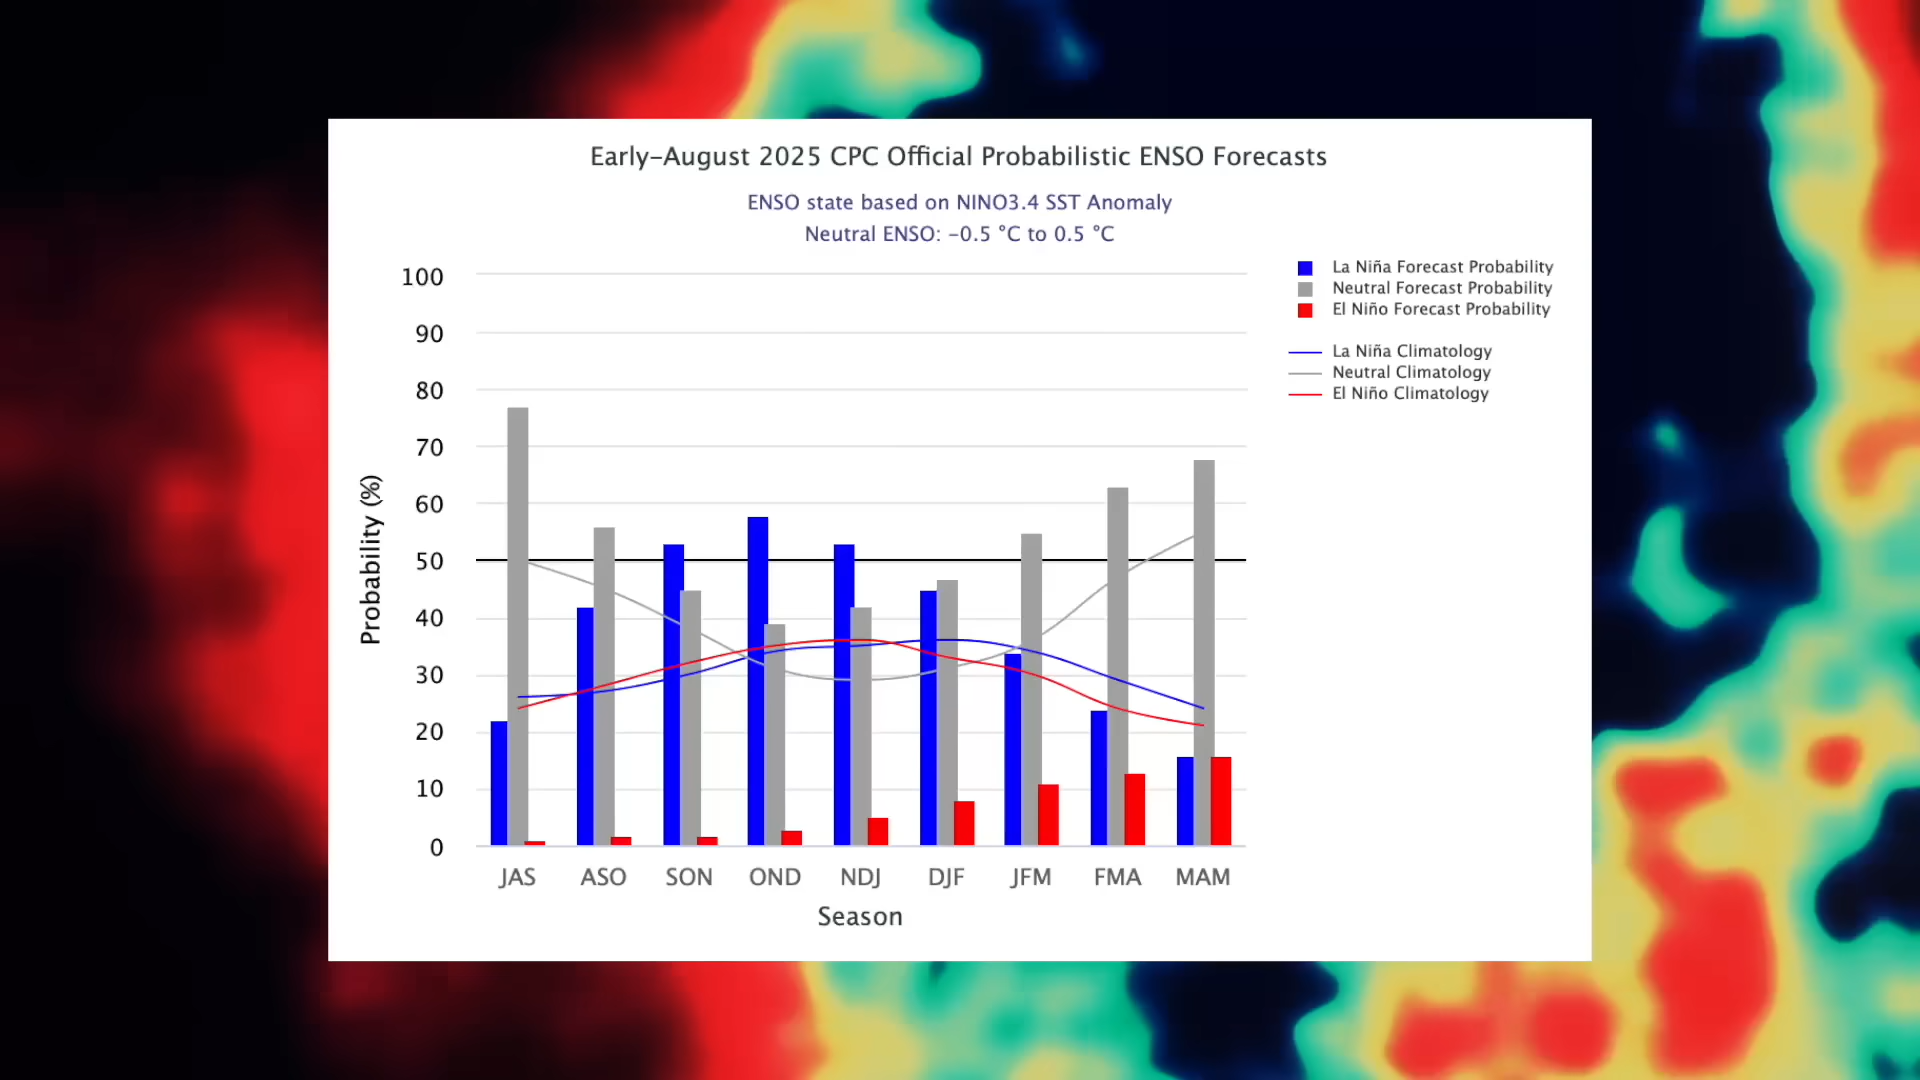 Early-August 2025 CPC Official Probabilistic ENSO Forecasts
ENSO state based on NINO3.4 SST Anomaly
Neutral ENSO: -0.5 °C to 0.5 °C
La Niña Forecast Probability
Neutral Forecast Probability
El Niño Forecast Probability
La Niña Climatology
Neutral Climatology
El Niño Climatology
Probability (%)
100
90
80
70
60
50
40
30
20
10
0
JAS ASO SON OND NDJ DJF JFM FMA MAM
Season